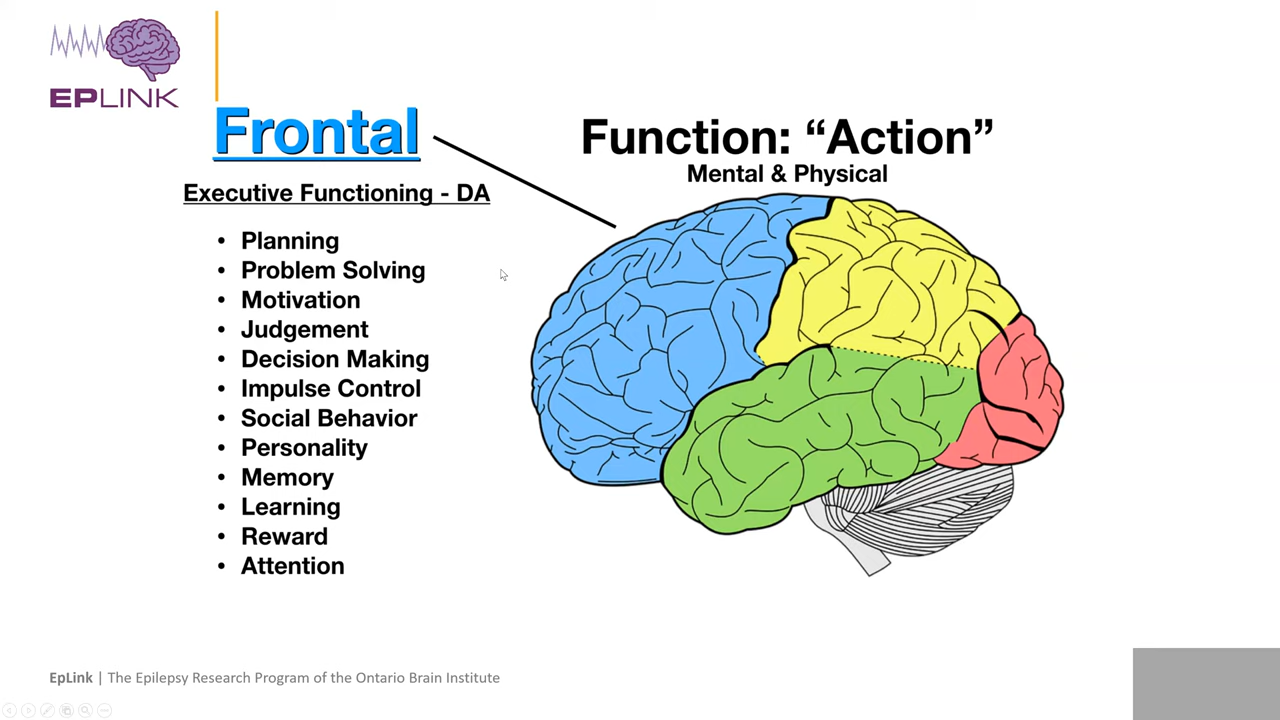 EPLINK
Frontal
Function: “Action”
Mental & Physical
Executive Functioning - DA
• Planning
• Problem Solving
• Motivation
• Judgement
• Decision Making
• Impulse Control
• Social Behavior
• Personality
• Memory
• Learning
• Reward
• Attention
EpLink | The Epilepsy Research Program of the Ontario Brain Institute